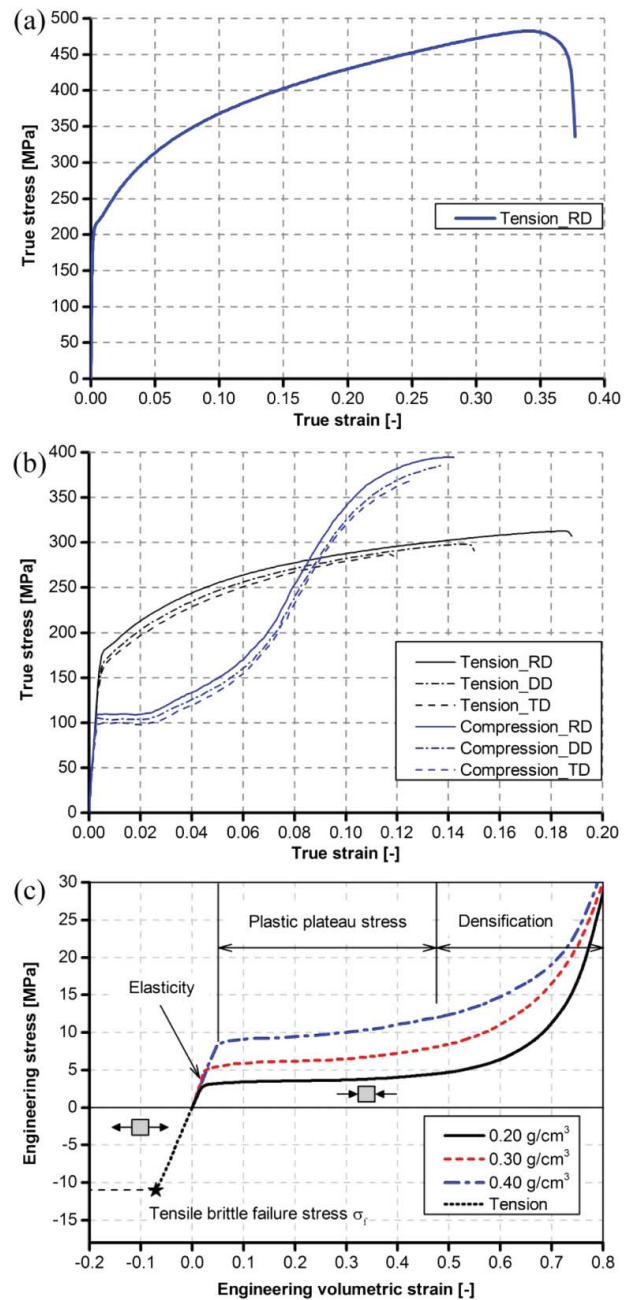 (a)
500
450
400
350
300
250
200
150
100
50
0
True stress [MPa]
Tension_RD
0.00 0.05 0.10 0.15 0.20 0.25 0.30 0.35 0.40
True strain [-]
(b)
400
350
300
250
200
150
100
50
0
True stress [MPa]
Tension_RD
Tension_DD
Tension_TD
Compression_RD
Compression_DD
Compression_TD
0.00 0.02 0.04 0.06 0.08 0.10 0.12 0.14 0.16 0.18 0.20
True strain [-]
(c)
30
25
20
15
10
5
0
-5
-10
-15
Engineering stress [MPa]
Plastic plateau stress
Densification
Elasticity
0.20 g/cm³
0.30 g/cm³
0.40 g/cm³
Tension
Tensile brittle failure stress σf
-0.2 -0.1 0.0 0.1 0.2 0.3 0.4 0.5 0.6 0.7 0.8
Engineering volumetric strain [-]